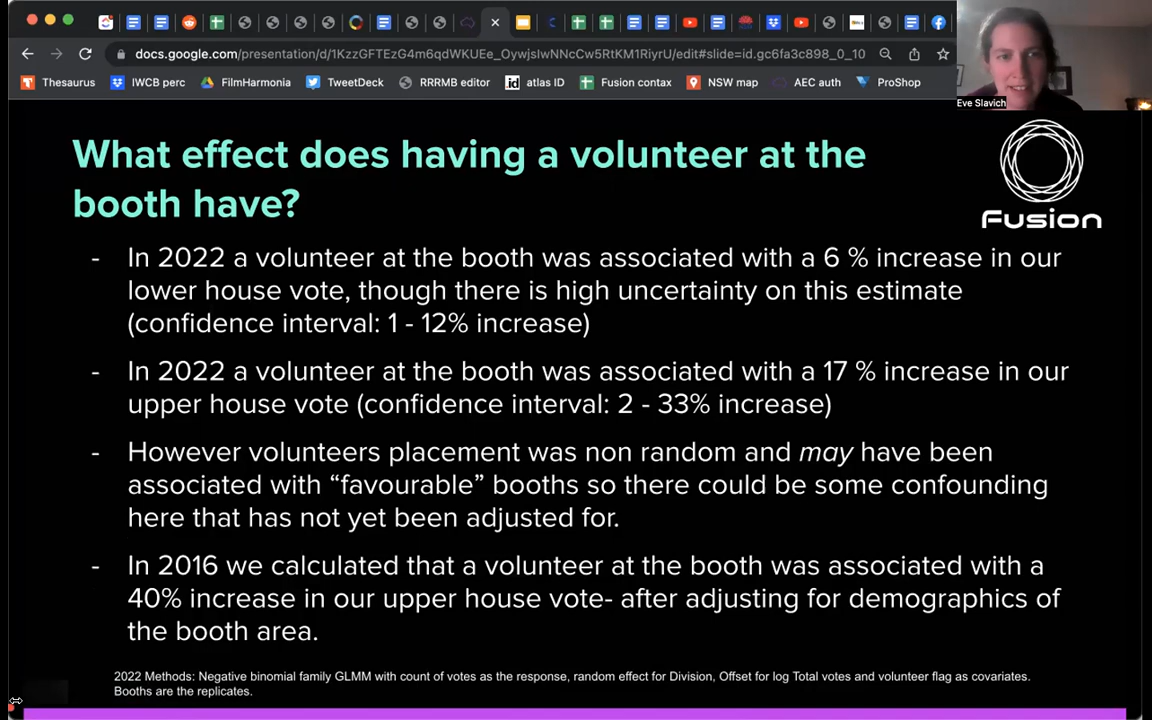 docs.google.com/presentation/d/1KzzGFTEzG4m6qdWKUEe_OywjsIwNNcCw5RtKM1RiyrU/edit#slide=id.gc6fa3c898_0_10
Thesaurus IWCB perc FilmHarmonia TweetDeck RRRMB editor .id atlas ID Fusion contax NSW map AEC auth ProShop
Eve Slavich
What effect does having a volunteer at the
booth have?
Fusion
- In 2022 a volunteer at the booth was associated with a 6 % increase in our
lower house vote, though there is high uncertainty on this estimate
(confidence interval: 1 - 12% increase)
- In 2022 a volunteer at the booth was associated with a 17 % increase in our
upper house vote (confidence interval: 2 - 33% increase)
- However volunteers placement was non random and may have been
associated with “favourable” booths so there could be some confounding
here that has not yet been adjusted for.
- In 2016 we calculated that a volunteer at the booth was associated with a
40% increase in our upper house vote- after adjusting for demographics of
the booth area.
2022 Methods: Negative binomial family GLMM with count of votes as the response, random effect for Division, Offset for log Total votes and volunteer flag as covariates.
Booths are the replicates.